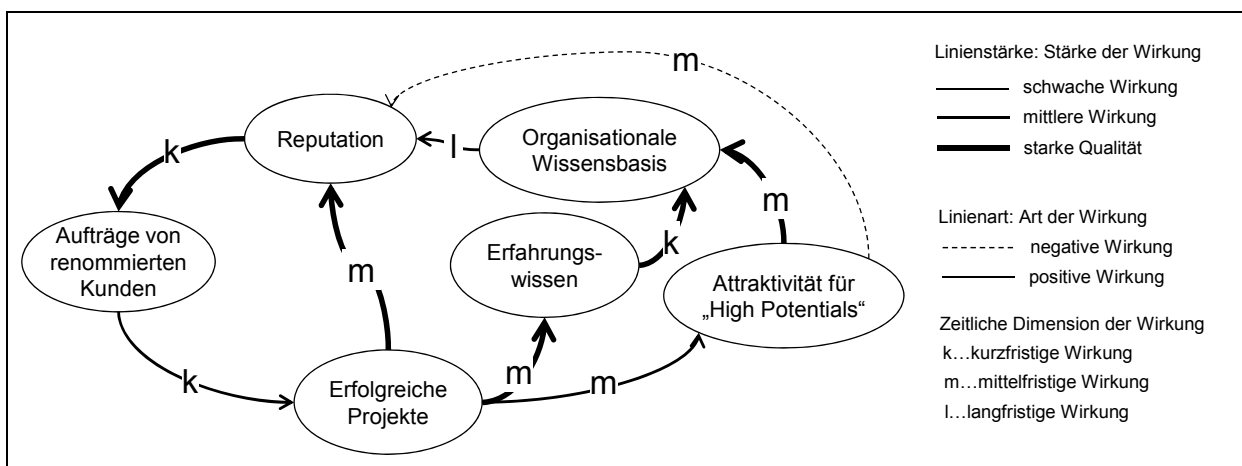 m
Reputation
Organisationale
Wissensbasis
k
l
m
Aufträge von
renommierten
Kunden
m
Erfahrungs-
wissen
k
Attraktivität für
„High Potentials“
k
Erfolgreiche
Projekte
m
m
Linienstärke: Stärke der Wirkung
schwache Wirkung
mittlere Wirkung
starke Qualität
Linienart: Art der Wirkung
negative Wirkung
positive Wirkung
Zeitliche Dimension der Wirkung
k...kurzfristige Wirkung
m...mittelfristige Wirkung
l...langfristige Wirkung